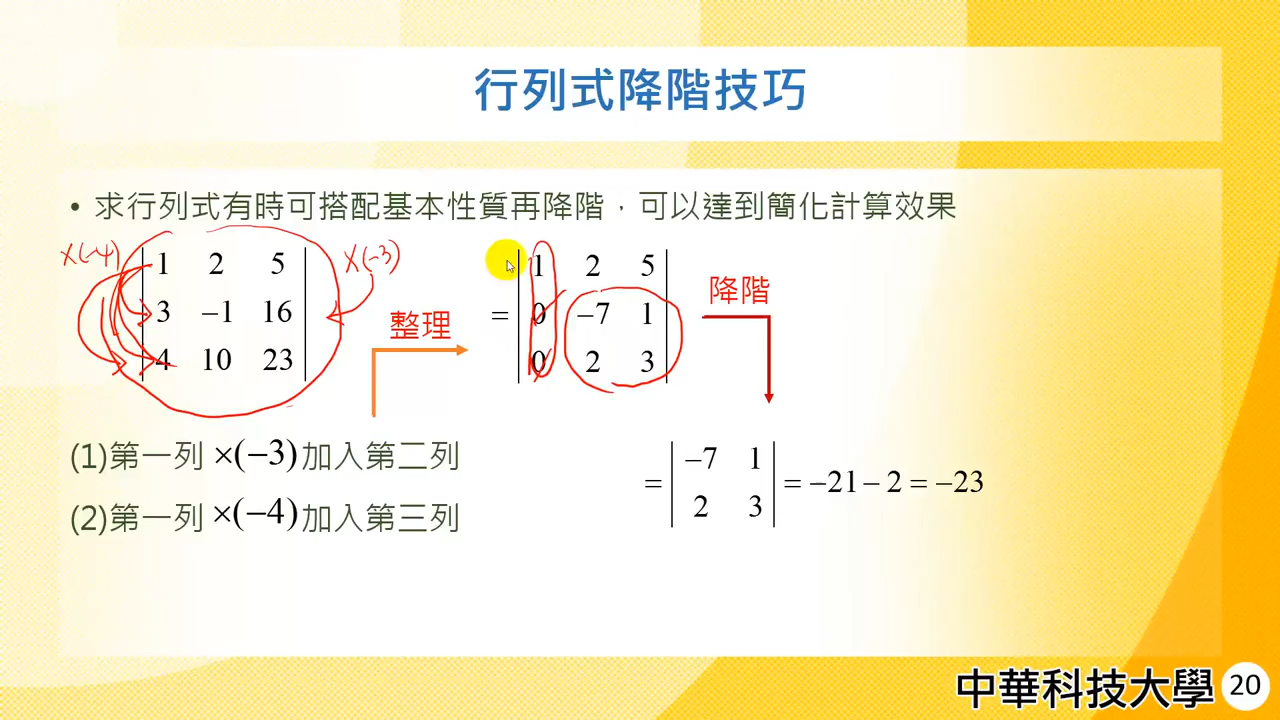 行列式降階技巧
• 求行列式有時可搭配基本性質再降階，可以達到簡化計算效果
×(-4)
×(-3)
1 2 5
3 −1 16
4 10 23
整理
=
1 2 5
0 −7 1
0 2 3
降階
(1)第一列 ×(−3)加入第二列
(2)第一列 ×(−4)加入第三列
=
−7 1
2 3
= −21 − 2 = −23
中華科技大學 20